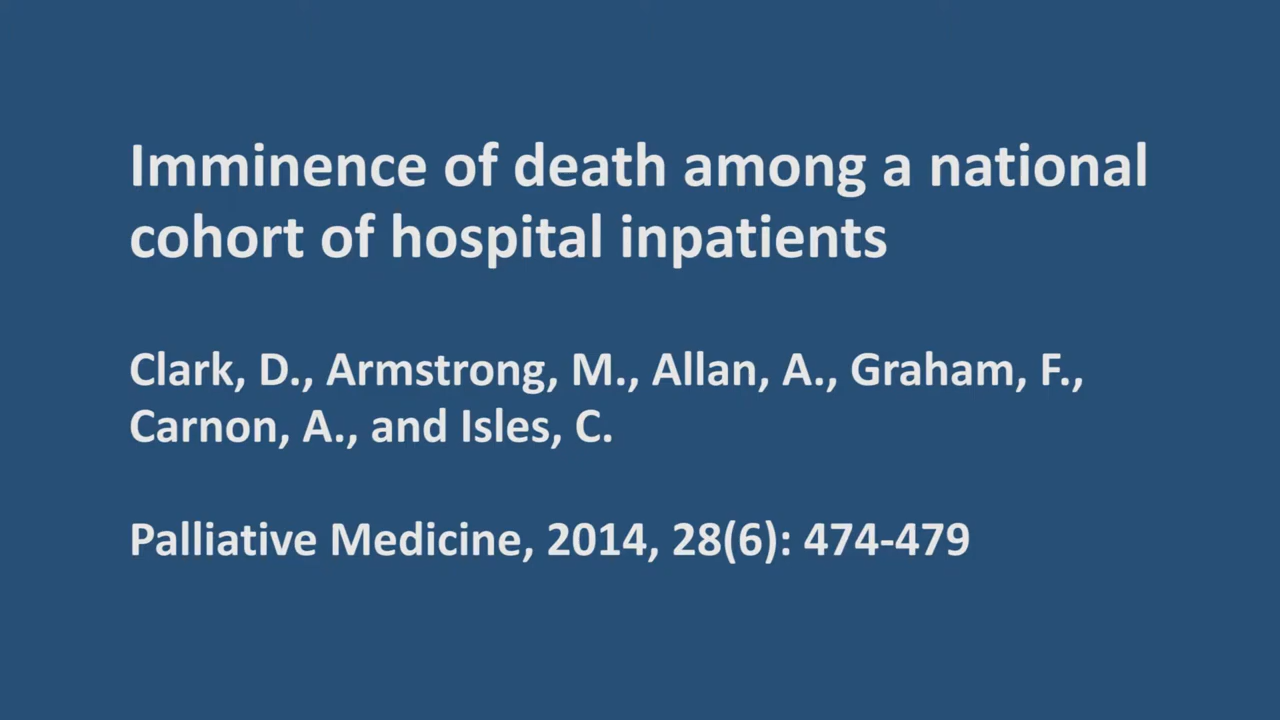 Imminence of death among a national
cohort of hospital inpatients
Clark, D., Armstrong, M., Allan, A., Graham, F.,
Carnon, A., and Isles, C.
Palliative Medicine, 2014, 28(6): 474-479